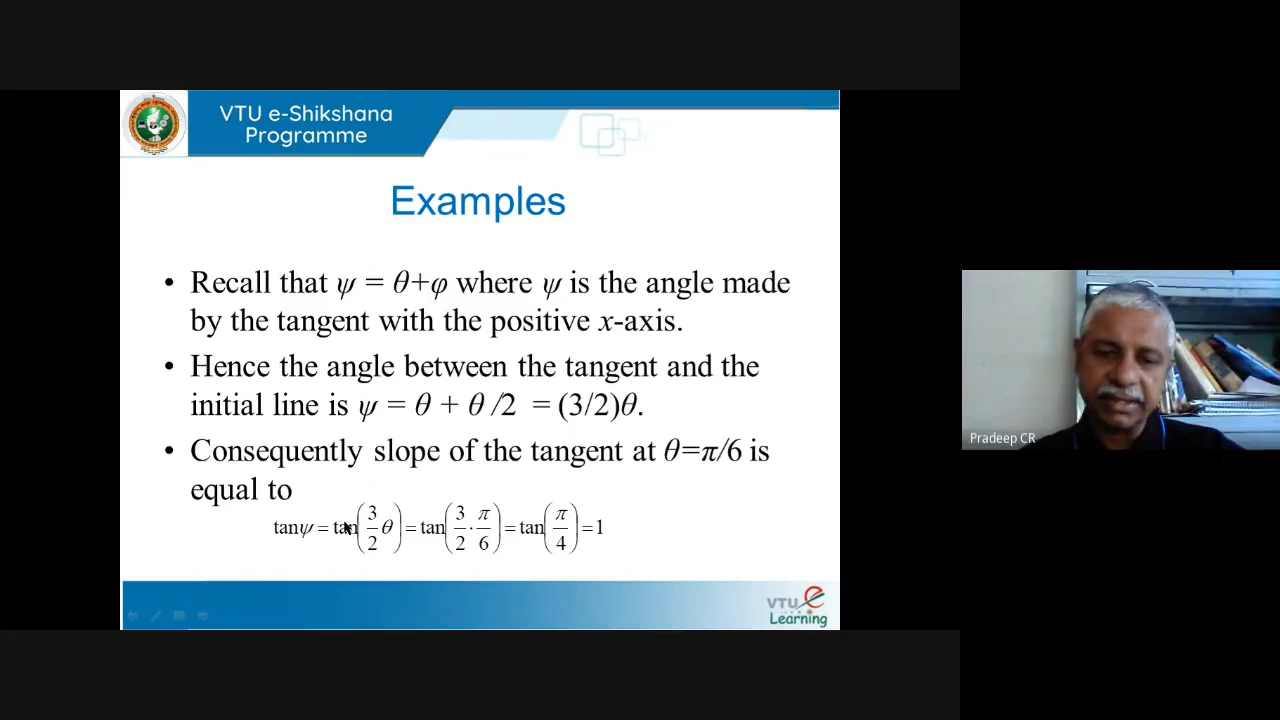 VTU e-Shikshana
Programme
Examples
• Recall that ψ = θ+φ where ψ is the angle made
by the tangent with the positive x-axis.
• Hence the angle between the tangent and the
initial line is ψ = θ + θ /2 = (3/2)θ.
• Consequently slope of the tangent at θ=π/6 is
equal to
tanψ = tan(3/2 θ) = tan(3/2 · π/6) = tan(π/4) = 1
VTU e
Learning
Pradeep CR